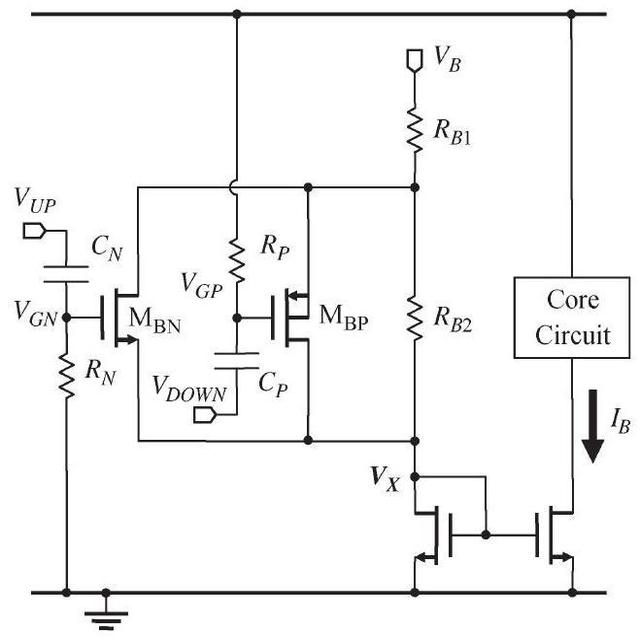 V_B
R_{B1}
V_{UP}
C_N
R_P
V_{GP}
V_{GN}
M_{BN}
M_{BP}
R_{B2}
Core
Circuit
R_N
V_{DOWN}
C_P
I_B
V_X